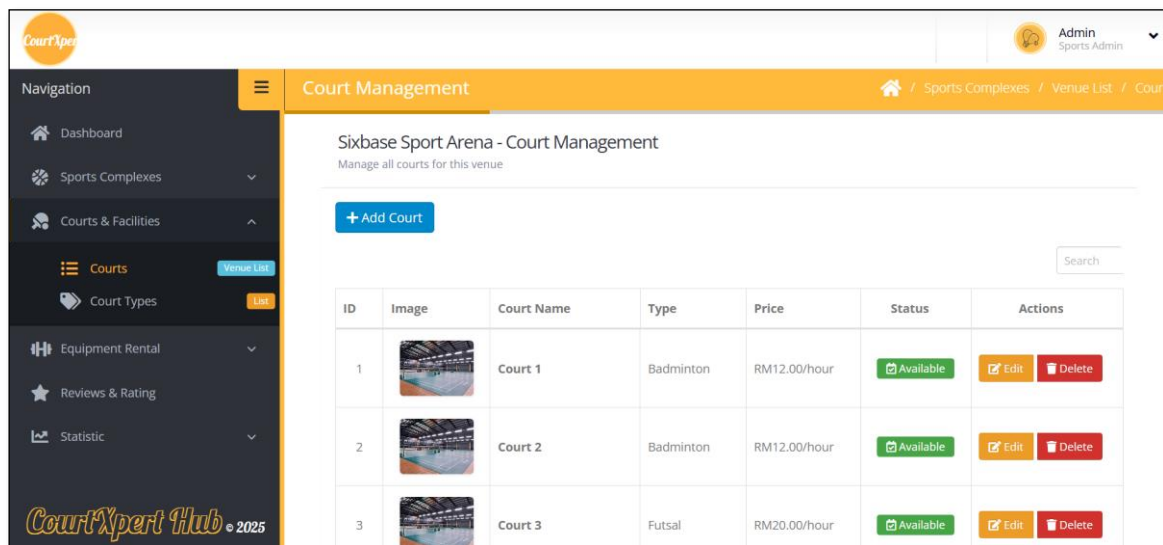 CourtXper
Admin
Sports Admin
Navigation
Court Management
/ Sports Complexes / Venue List / Cour
Dashboard
Sports Complexes
Courts & Facilities
Courts
Venue List
Court Types
List
Equipment Rental
Reviews & Rating
Statistic
CourtXpert Hub © 2025
Sixbase Sport Arena - Court Management
Manage all courts for this venue
+ Add Court
Search
ID Image Court Name Type Price Status Actions
1 Court 1 Badminton RM12.00/hour Available Edit Delete
2 Court 2 Badminton RM12.00/hour Available Edit Delete
3 Court 3 Futsal RM20.00/hour Available Edit Delete